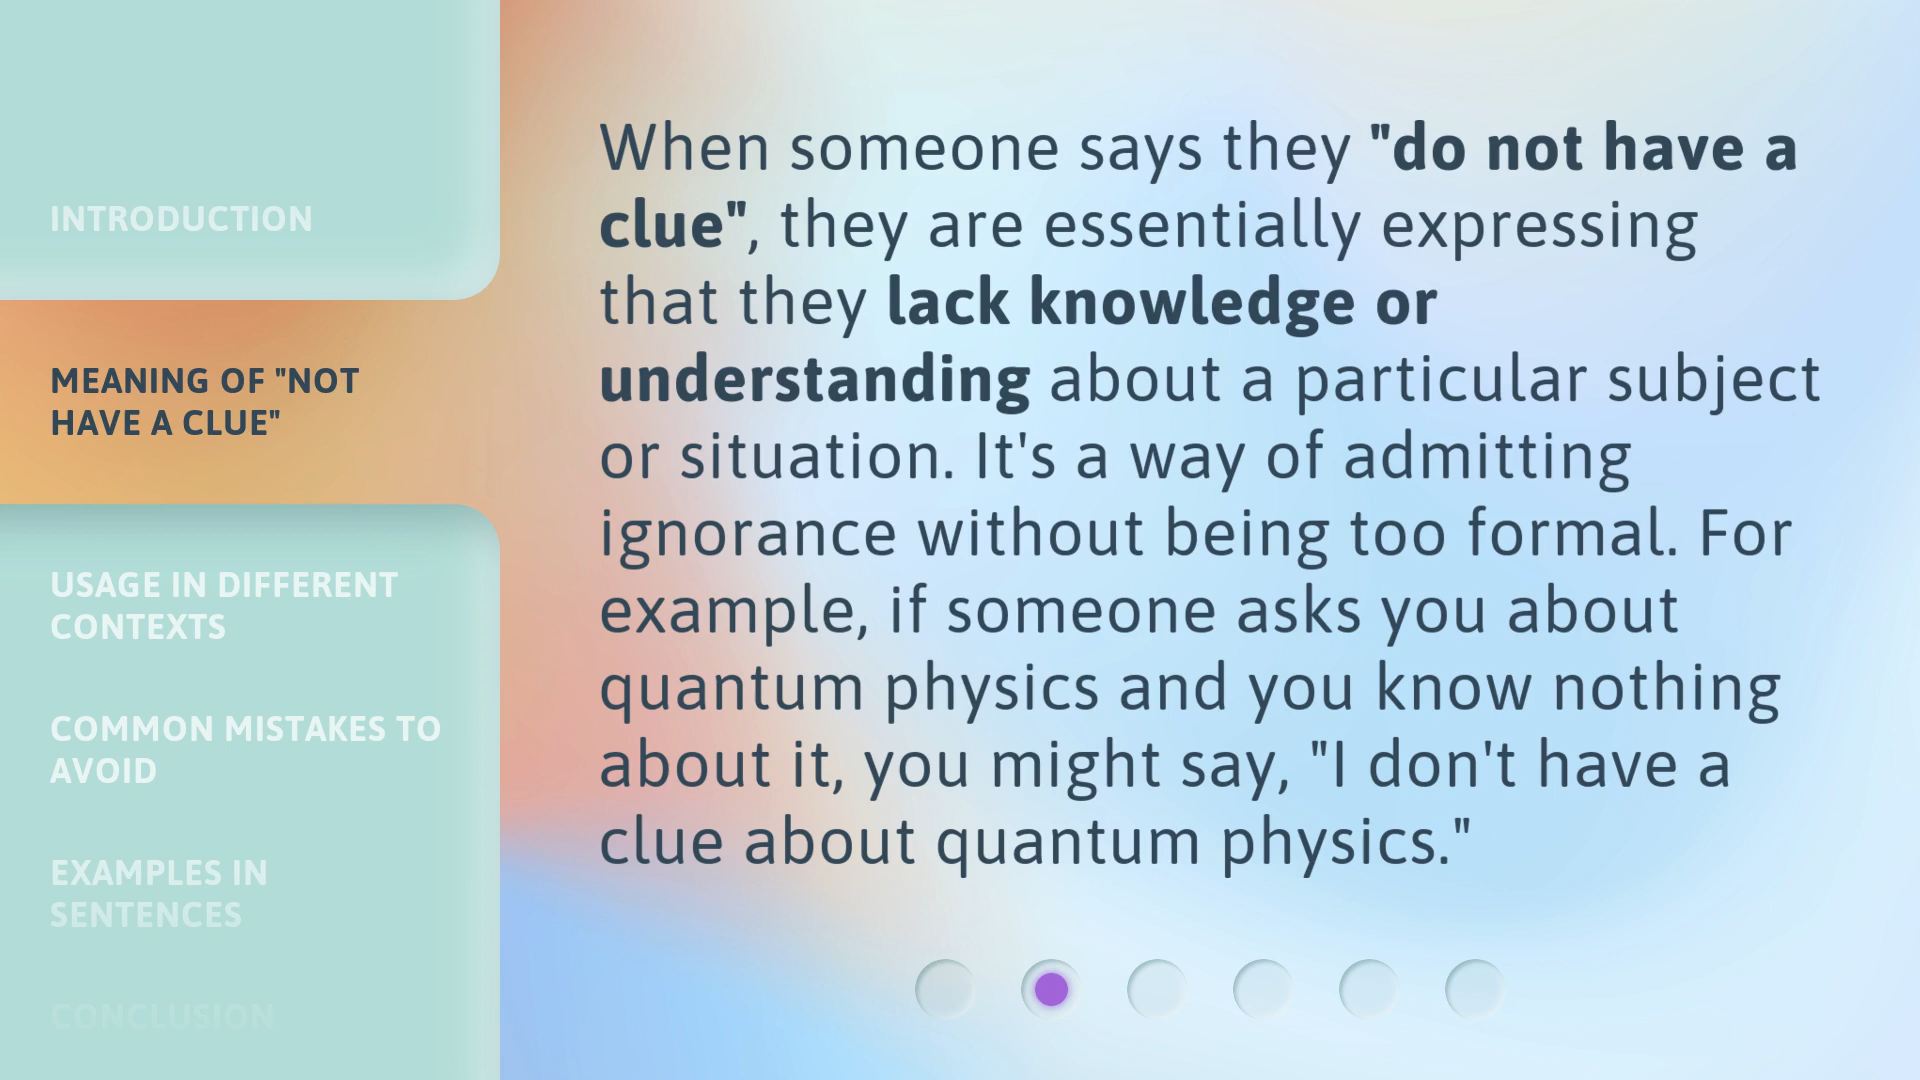 INTRODUCTION
MEANING OF "NOT
HAVE A CLUE"
USAGE IN DIFFERENT
CONTEXTS
COMMON MISTAKES TO
AVOID
EXAMPLES IN
SENTENCES
CONCLUSION
When someone says they "do not have a
clue", they are essentially expressing
that they lack knowledge or
understanding about a particular subject
or situation. It's a way of admitting
ignorance without being too formal. For
example, if someone asks you about
quantum physics and you know nothing
about it, you might say, "I don't have a
clue about quantum physics."